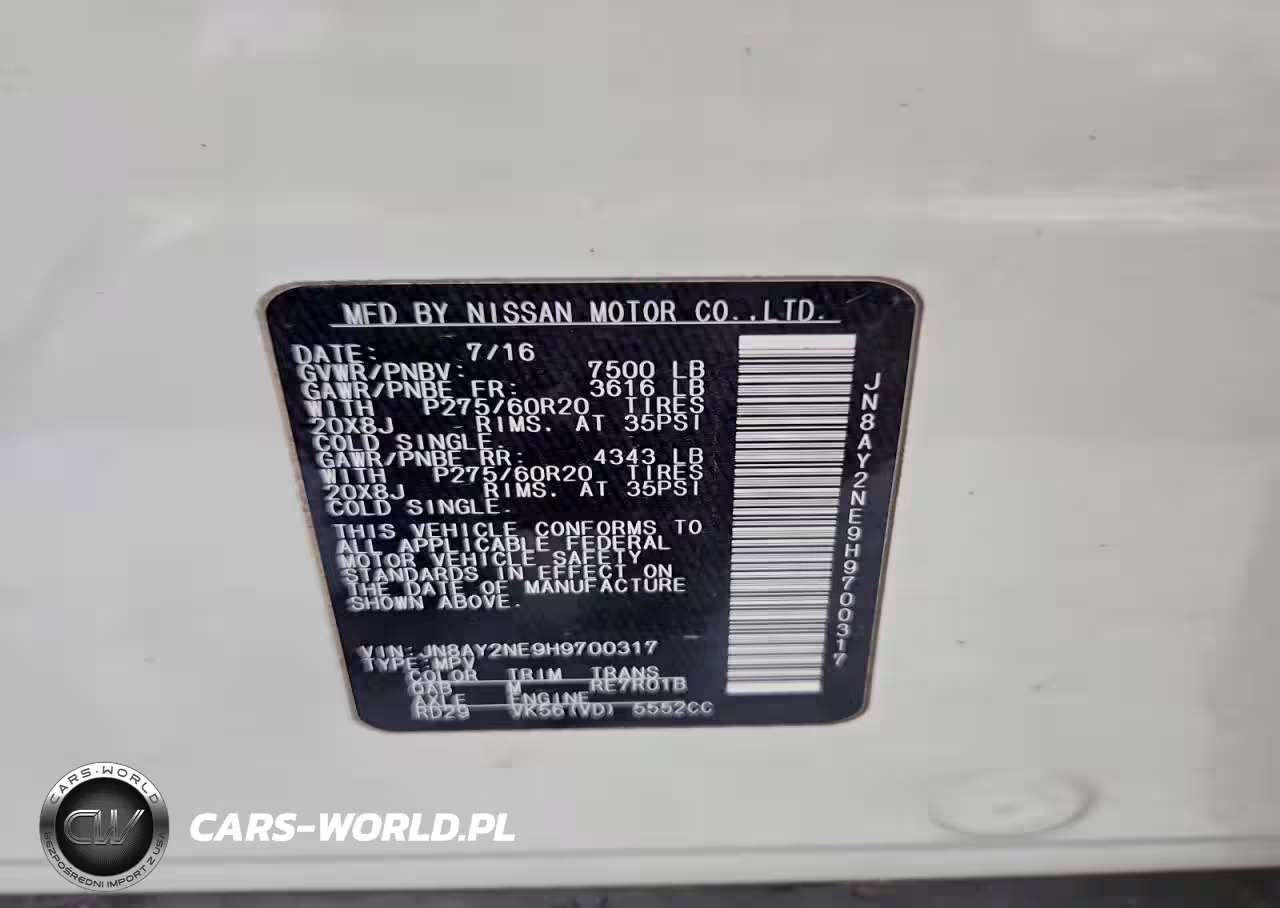 MFD BY NISSAN MOTOR CO.,LTD.
DATE: 7/16
GVWR/PNBV: 7500 LB
GAWR/PNBE FR: 3616 LB
WITH P275/60R20 TIRES
20X8J RIMS. AT 35PSI
COLD SINGLE.
GAWR/PNBE RR: 4343 LB
WITH P275/60R20 TIRES
20X8J RIMS. AT 35PSI
COLD SINGLE.
THIS VEHICLE CONFORMS TO
ALL APPLICABLE FEDERAL
MOTOR VEHICLE SAFETY
STANDARDS IN EFFECT ON
THE DATE OF MANUFACTURE
SHOWN ABOVE.
VIN:JN8AY2NE9H9700317
TYPE:MPV
COLOR TRIM TRANS
QAB M RE7R01B
AXLE ENGINE
RD29 VK56(VD) 5552CC
JN8AY2NE9H9700317
CARS-WORLD
CW
BEZPOŚREDNI IMPORT Z USA
CARS-WORLD.PL